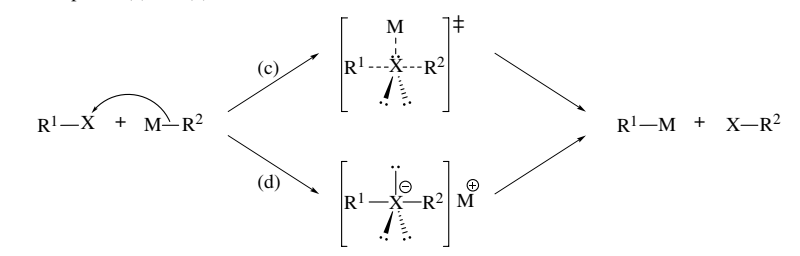 M ‡
(c) R¹ X R²
R¹—X + M—R² R¹—M + X—R²
(d) R¹—X—R² M
⊖ ⊕